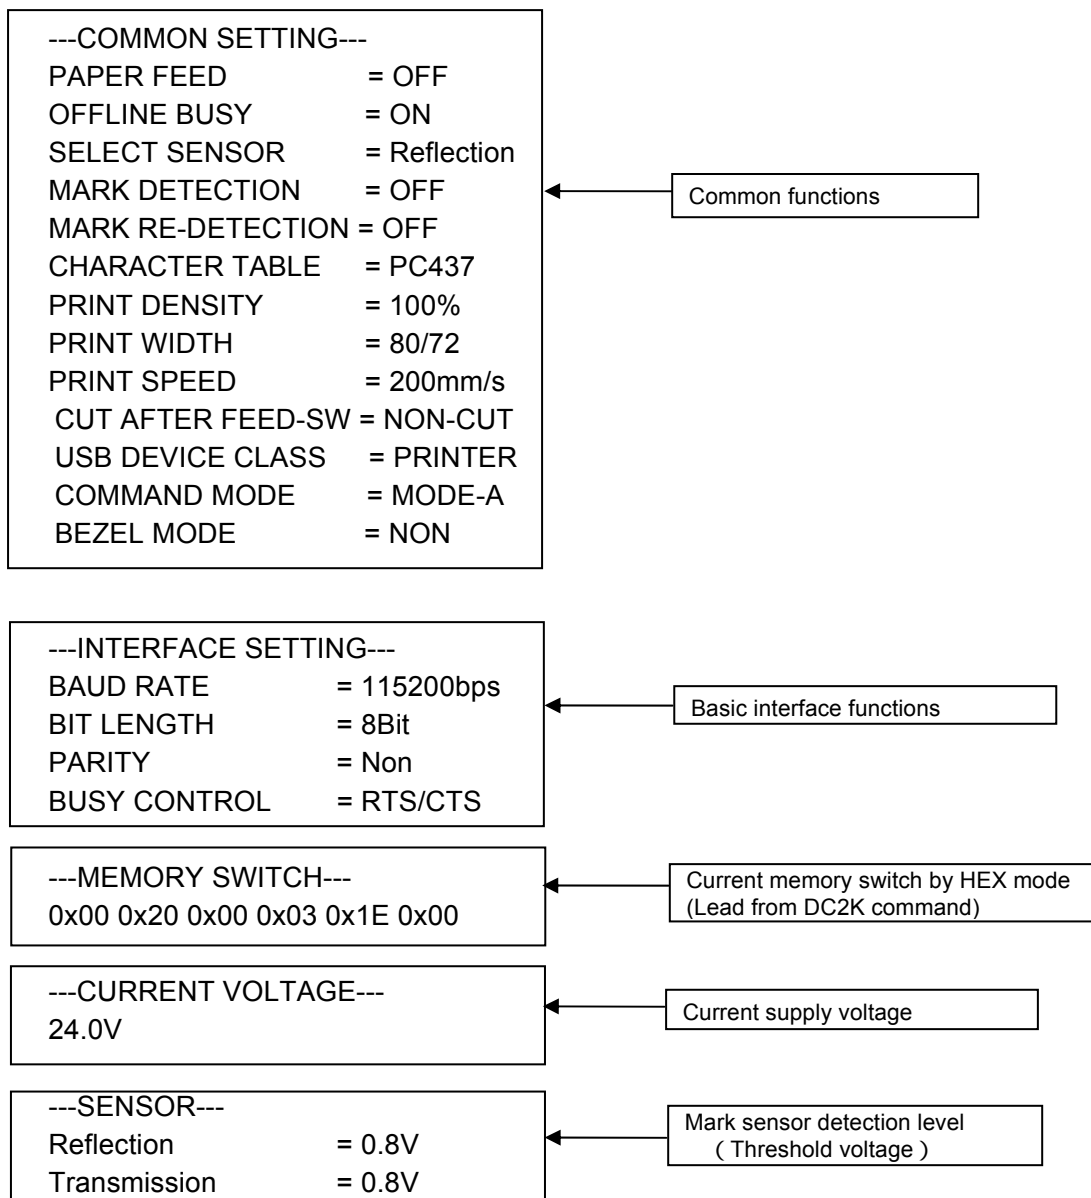 ---COMMON SETTING---
PAPER FEED = OFF
OFFLINE BUSY = ON
SELECT SENSOR = Reflection
MARK DETECTION = OFF
MARK RE-DETECTION = OFF
CHARACTER TABLE = PC437
PRINT DENSITY = 100%
PRINT WIDTH = 80/72
PRINT SPEED = 200mm/s
CUT AFTER FEED-SW = NON-CUT
USB DEVICE CLASS = PRINTER
COMMAND MODE = MODE-A
BEZEL MODE = NON
Common functions
---INTERFACE SETTING---
BAUD RATE = 115200bps
BIT LENGTH = 8Bit
PARITY = Non
BUSY CONTROL = RTS/CTS
Basic interface functions
---MEMORY SWITCH---
0x00 0x20 0x00 0x03 0x1E 0x00
Current memory switch by HEX mode
(Lead from DC2K command)
---CURRENT VOLTAGE---
24.0V
Current supply voltage
---SENSOR---
Reflection = 0.8V
Transmission = 0.8V
Mark sensor detection level
( Threshold voltage )